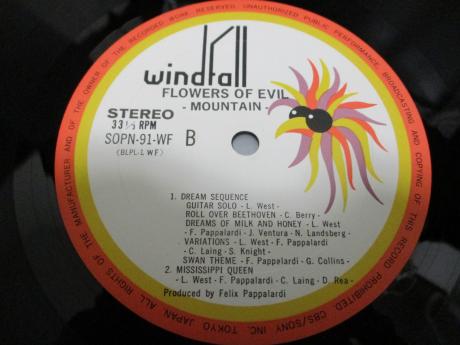 windfall
FLOWERS OF EVIL
- MOUNTAIN -
STEREO
33 1/3 RPM
SOPN-91-WF
(BLPL-1 WF)
B
1. DREAM SEQUENCE
GUITAR SOLO - L. West
ROLL OVER BEETHOVEN - C. Berry -
DREAMS OF MILK AND HONEY - L. West
- F. Pappalardi - J. Ventura - N. Landsberg -
VARIATIONS - L. West - F. Pappalardi
- C. Laing - S. Knight -
SWAN THEME - F. Pappalardi - G. Collins -
2. MISSISSIPPI QUEEN -
- L. West - F. Pappalardi - C. Laing - D. Rea -
Produced by Felix Pappalardi
ALL RIGHTS OF THE MANUFACTURER AND OF THE OWNER OF THE RECORDED WORK RESERVED. UNAUTHORIZED PUBLIC PERFORMANCE, BROADCASTING AND COPYING OF THIS RECORD PROHIBITED. CBS/SONY INC. TOKYO JAPAN.